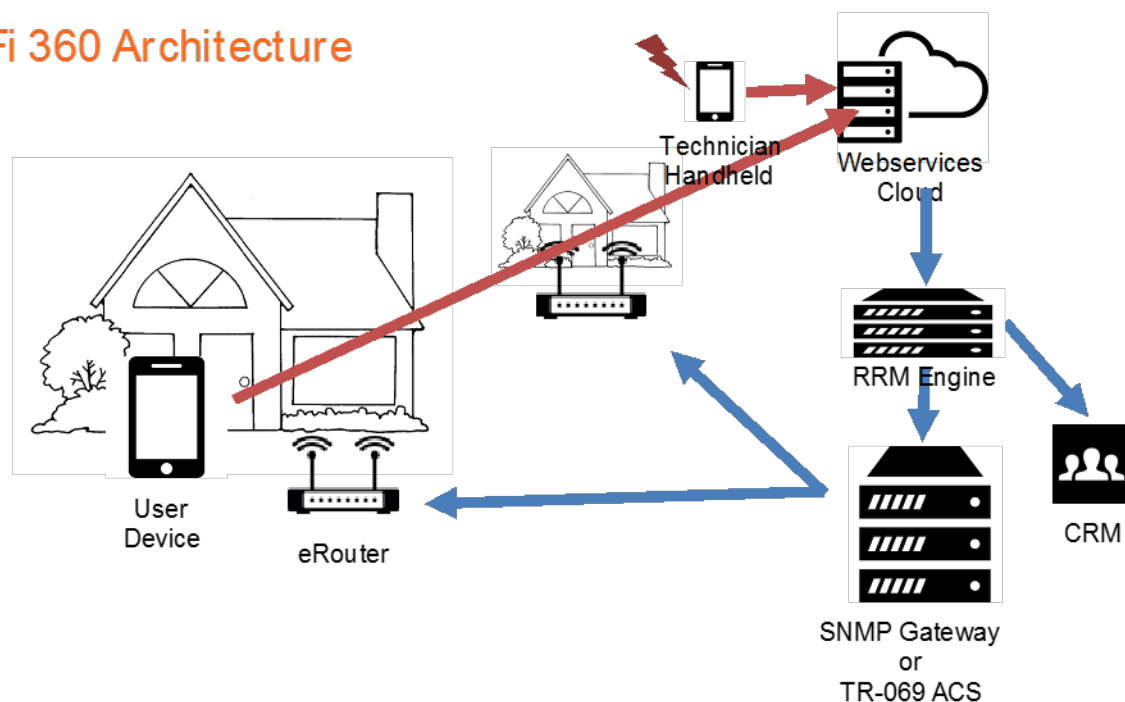 Fi 360 Architecture
Technician
Handheld
Webservices
Cloud
RRM Engine
User
Device
eRouter
CRM
SNMP Gateway
or
TR-069 ACS